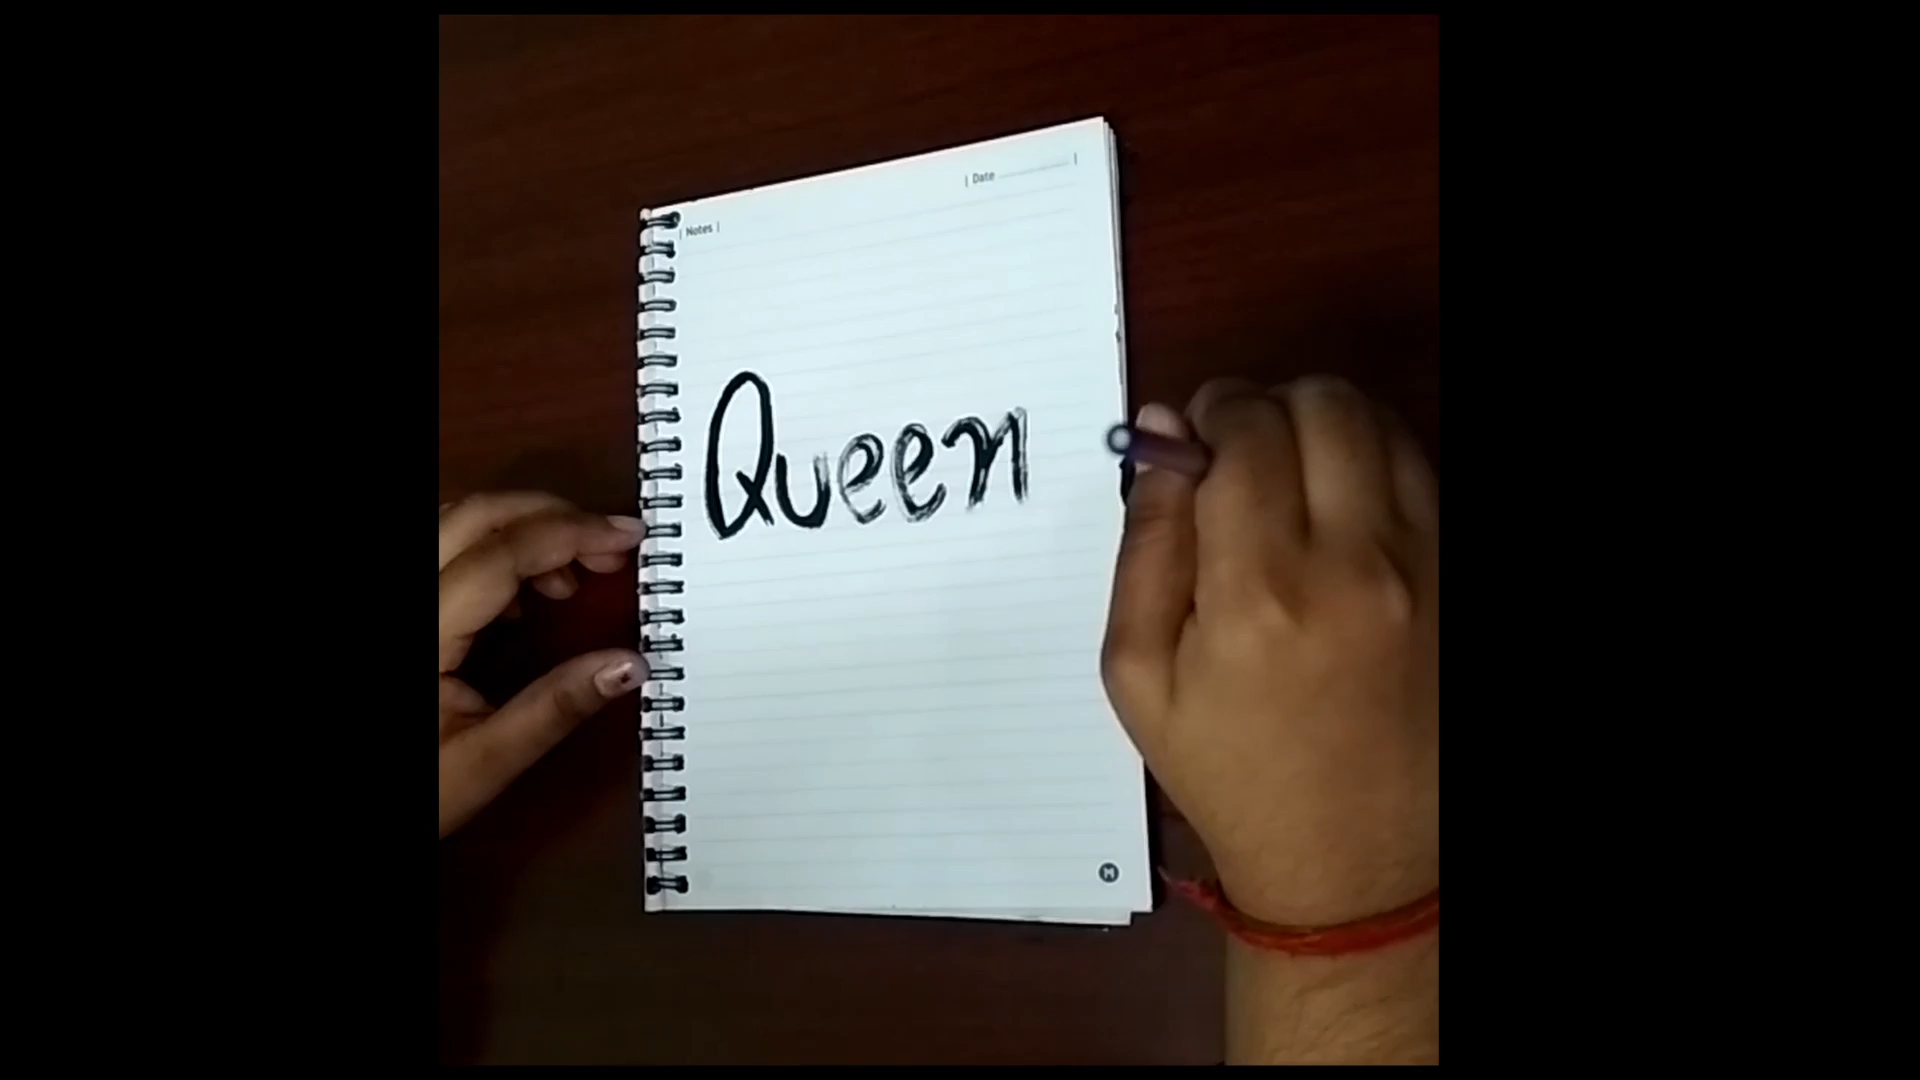 | Date
| Notes |
Queen
M